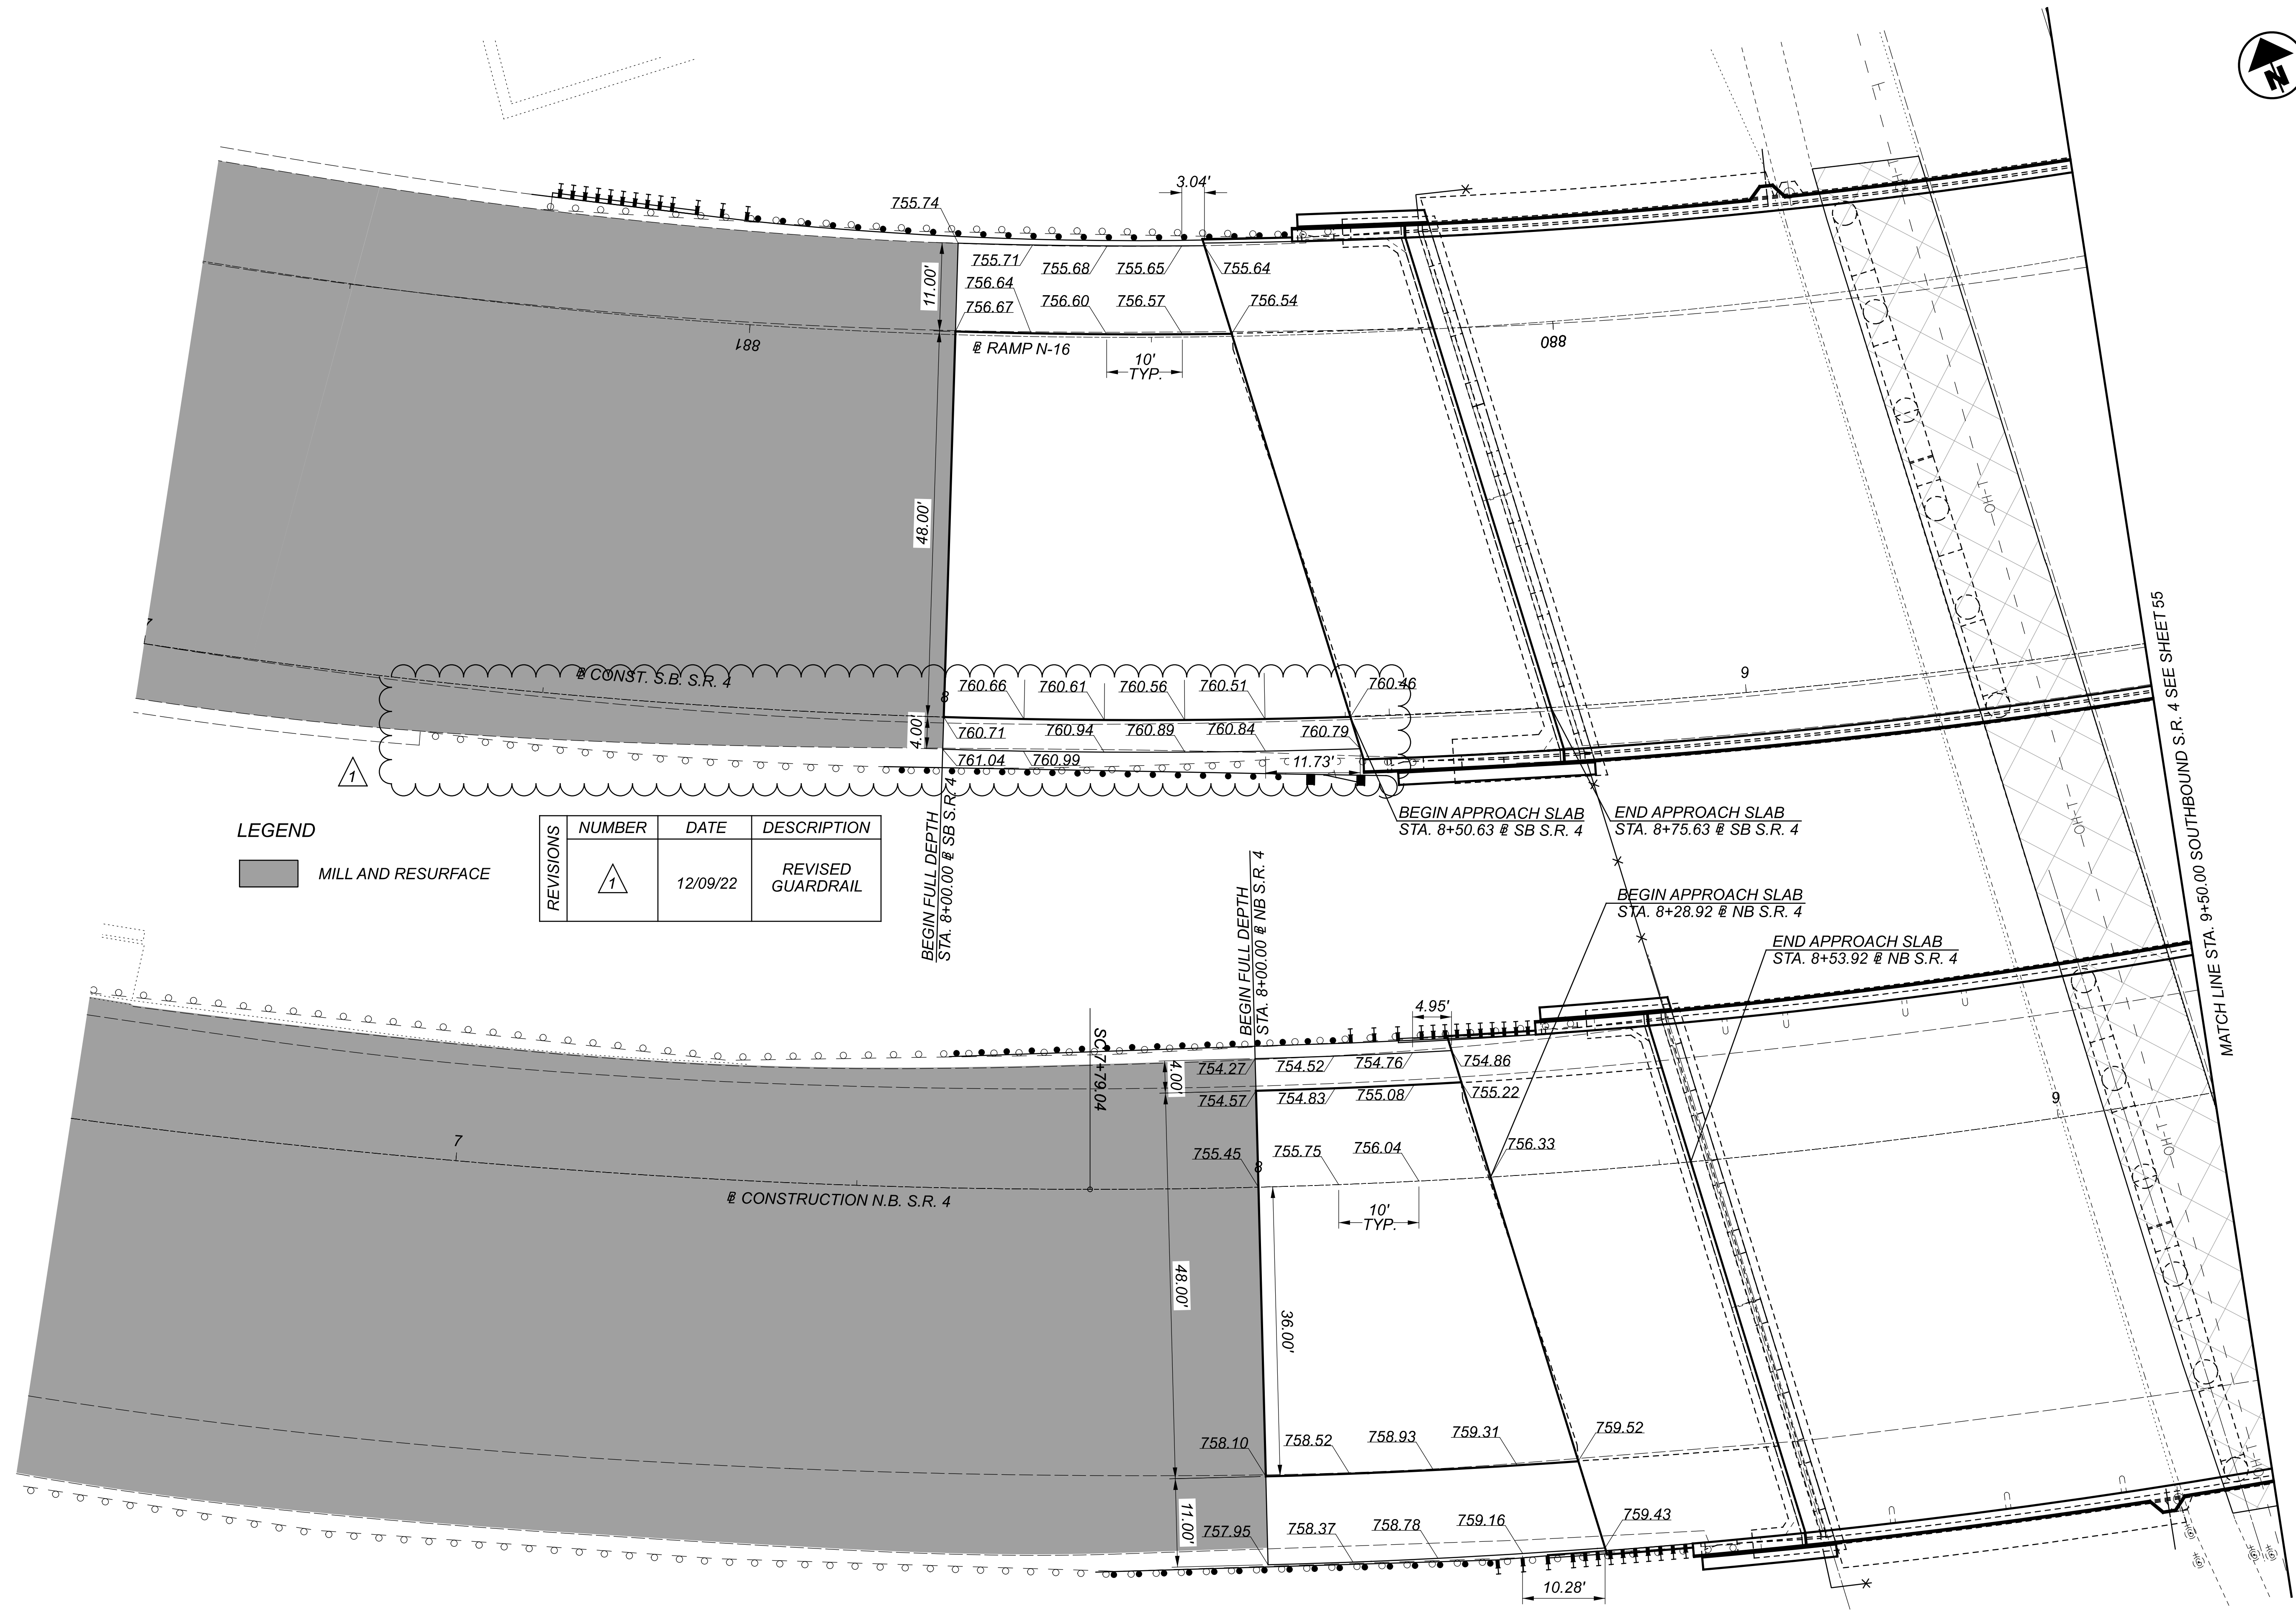 N
3.04'
755.74
755.71
755.68
755.65
755.64
11.00'
756.64
756.67
756.60
756.57
756.54
881
℄ RAMP N-16
10'
TYP.
880
48.00'
℄ CONST. S.B. S.R. 4
8
760.66
760.61
760.56
760.51
760.46
9
4.00'
760.71
760.94
760.89
760.84
760.79
761.04
760.99
11.73'
1
BEGIN FULL DEPTH
STA. 8+00.00 ℄ SB S.R. 4
BEGIN APPROACH SLAB
STA. 8+50.63 ℄ SB S.R. 4
END APPROACH SLAB
STA. 8+75.63 ℄ SB S.R. 4
LEGEND
MILL AND RESURFACE
REVISIONS
NUMBER DATE DESCRIPTION
1 12/09/22 REVISED
GUARDRAIL
BEGIN FULL DEPTH
STA. 8+00.00 ℄ NB S.R. 4
BEGIN APPROACH SLAB
STA. 8+28.92 ℄ NB S.R. 4
END APPROACH SLAB
STA. 8+53.92 ℄ NB S.R. 4
MATCH LINE STA. 9+50.00 SOUTHBOUND S.R. 4 SEE SHEET 55
OHT
OHT
OHT
SC 7+79.04
4.95'
4.00'
754.27
754.52
754.76
754.86
754.57
754.83
755.08
755.22
7
755.45
8
755.75
756.04
756.33
9
℄ CONSTRUCTION N.B. S.R. 4
10'
TYP.
48.00'
36.00'
758.10
758.52
758.93
759.31
759.52
11.00'
757.95
758.37
758.78
759.16
759.43
10.28'